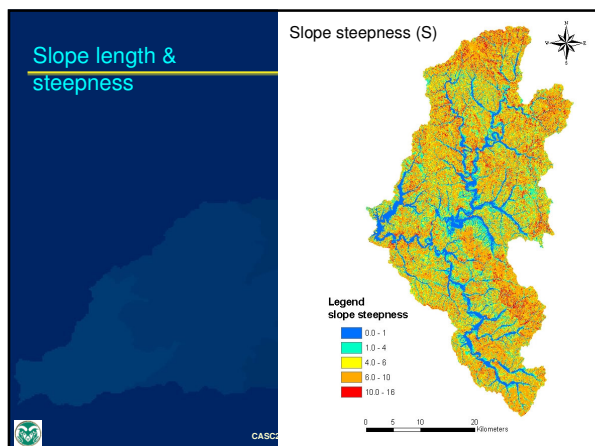 Slope length &
steepness
Slope steepness (S)
N
W
E
S
Legend
slope steepness
0.0 - 1
1.0 - 4
4.0 - 6
6.0 - 10
10.0 - 16
0 5 10 20
Kilometers
CASC2